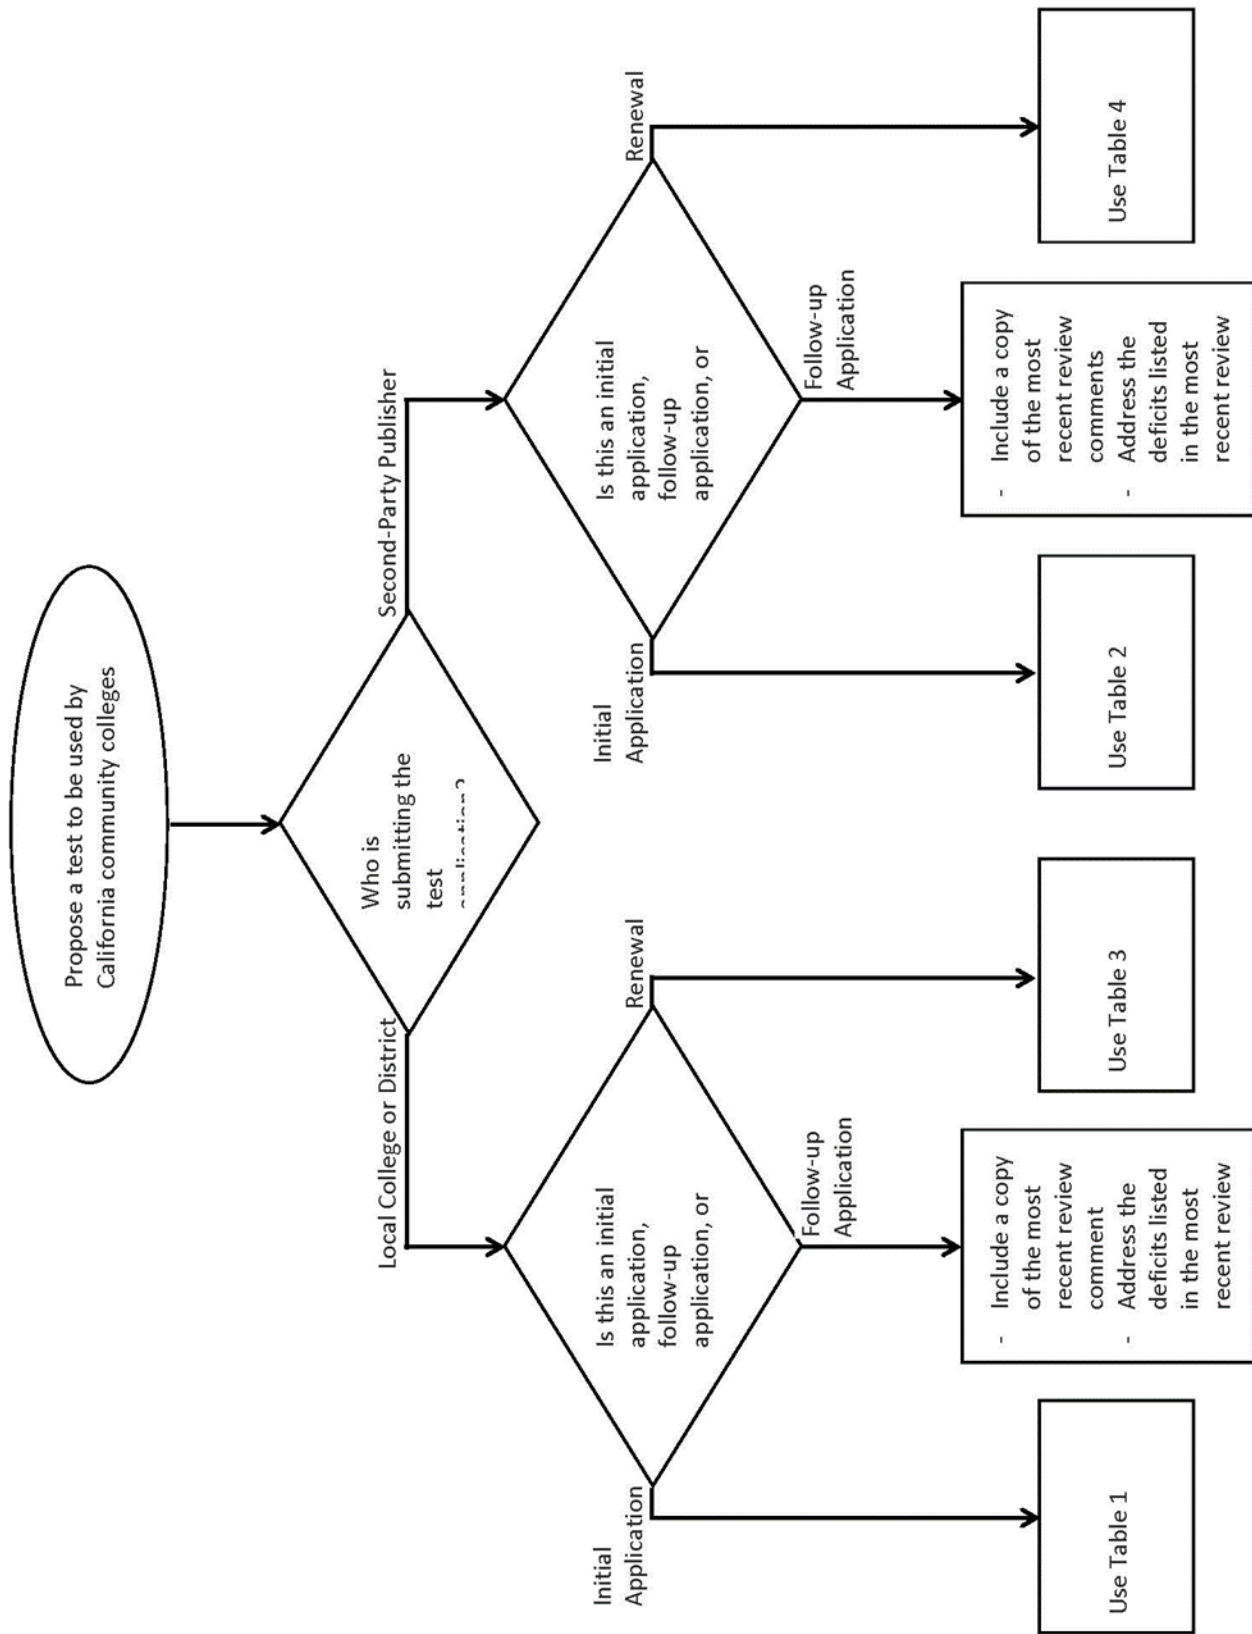 Propose a test to be used by
California community colleges
Who is
submitting the
test
Local College or District
Second-Party Publisher
Is this an initial
application,
follow-up
application, or
Initial
Application
Renewal
Follow-up
Application
Is this an initial
application,
follow-up
application, or
Initial
Application
Renewal
Follow-up
Application
Use Table 1
- Include a copy
of the most
recent review
comment
- Address the
deficits listed
in the most
recent review
Use Table 3
Use Table 2
- Include a copy
of the most
recent review
comments
- Address the
deficits listed
in the most
recent review
Use Table 4